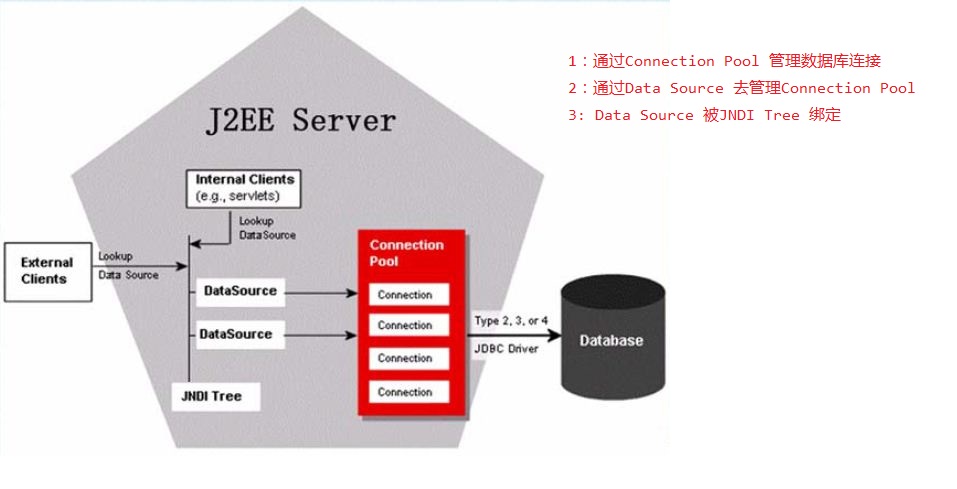 1：通过Connection Pool 管理数据库连接
2：通过Data Source 去管理Connection Pool
3: Data Source 被JNDI Tree 绑定
J2EE Server
Internal Clients
(e.g., servlets)
Lookup
DataSource
External
Clients
Lookup
Data Source
DataSource
DataSource
JNDI Tree
Connection
Pool
Connection
Connection
Connection
Connection
Type 2, 3, or 4
JDBC Driver
Database